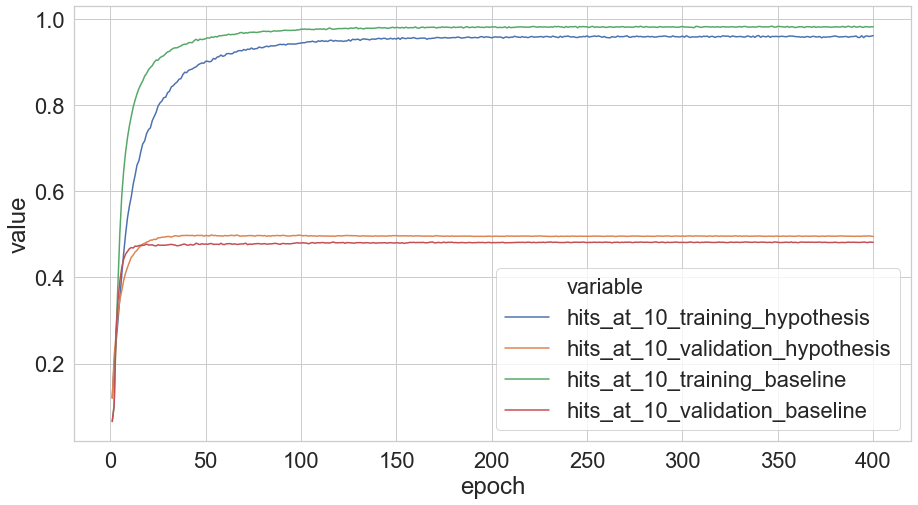 1.0
0.8
0.6
0.4
0.2
value
variable
hits_at_10_training_hypothesis
hits_at_10_validation_hypothesis
hits_at_10_training_baseline
hits_at_10_validation_baseline
0 50 100 150 200 250 300 350 400
epoch